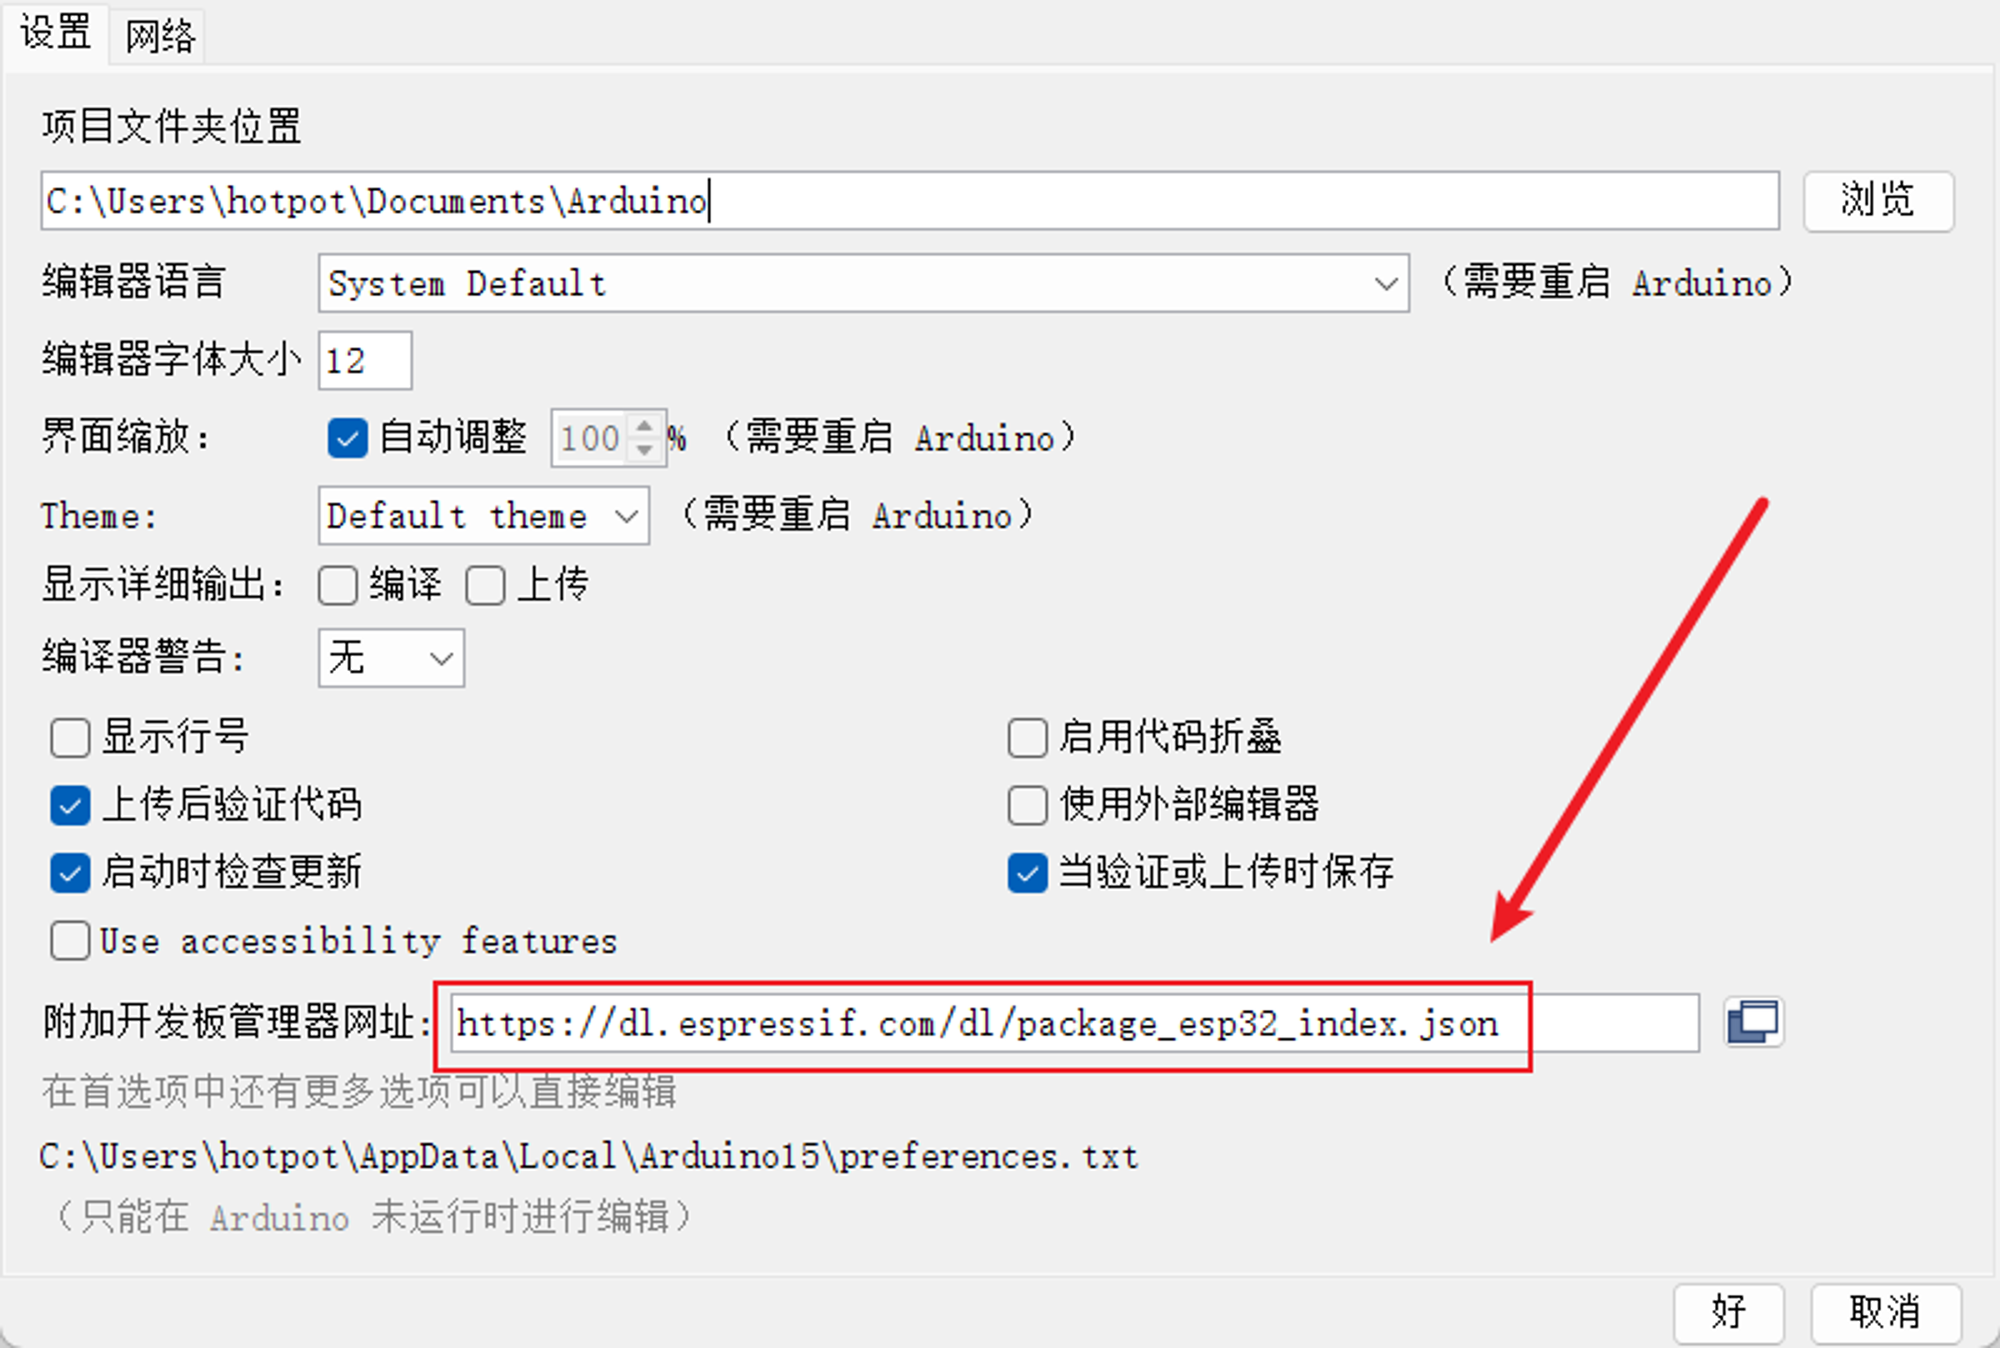 设置 网络
项目文件夹位置
C:\Users\hotpot\Documents\Arduino 浏览
编辑器语言 System Default （需要重启 Arduino）
编辑器字体大小 12
界面缩放： 自动调整 100 % （需要重启 Arduino）
Theme: Default theme （需要重启 Arduino）
显示详细输出： 编译 上传
编译器警告: 无
显示行号 启用代码折叠
上传后验证代码 使用外部编辑器
启动时检查更新 当验证或上传时保存
Use accessibility features
附加开发板管理器网址: https://dl.espressif.com/dl/package_esp32_index.json
在首选项中还有更多选项可以直接编辑
C:\Users\hotpot\AppData\Local\Arduino15\preferences.txt
（只能在 Arduino 未运行时进行编辑）
好 取消